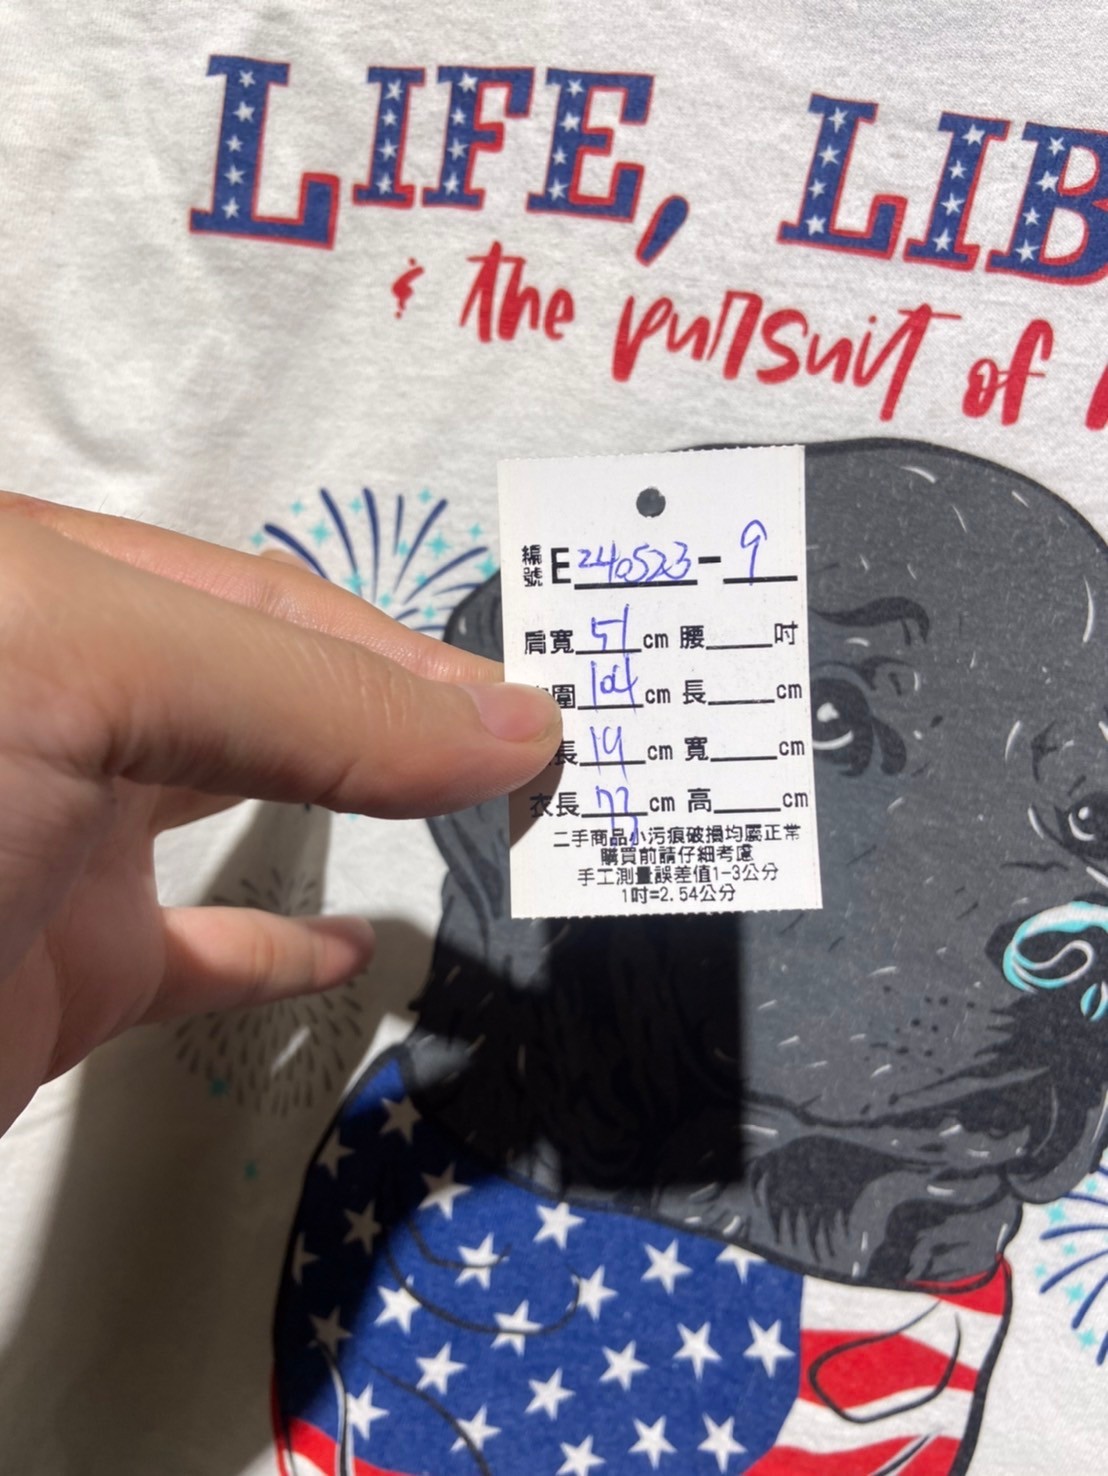 LIFE, LIB
& the pursuit of
編號 E 240523-9
肩寬 51 cm 腰 吋
圍 104 cm 長 cm
長 19 cm 寬 cm
衣長 73 cm 高 cm
二手商品小污痕破損均屬正常
購買前請仔細考慮
手工測量誤差值1-3公分
1吋=2.54公分